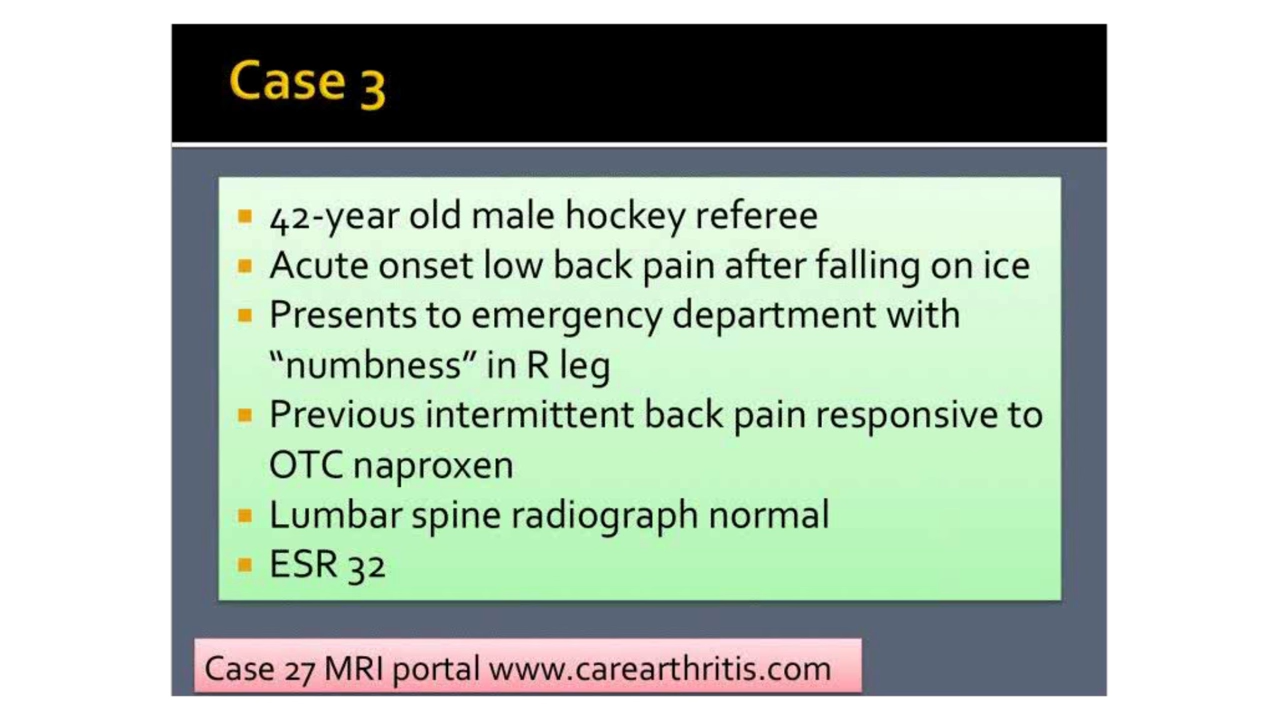 Case 3
42-year old male hockey referee
Acute onset low back pain after falling on ice
Presents to emergency department with
“numbness” in R leg
Previous intermittent back pain responsive to
OTC naproxen
Lumbar spine radiograph normal
ESR 32
Case 27 MRI portal www.carearthritis.com